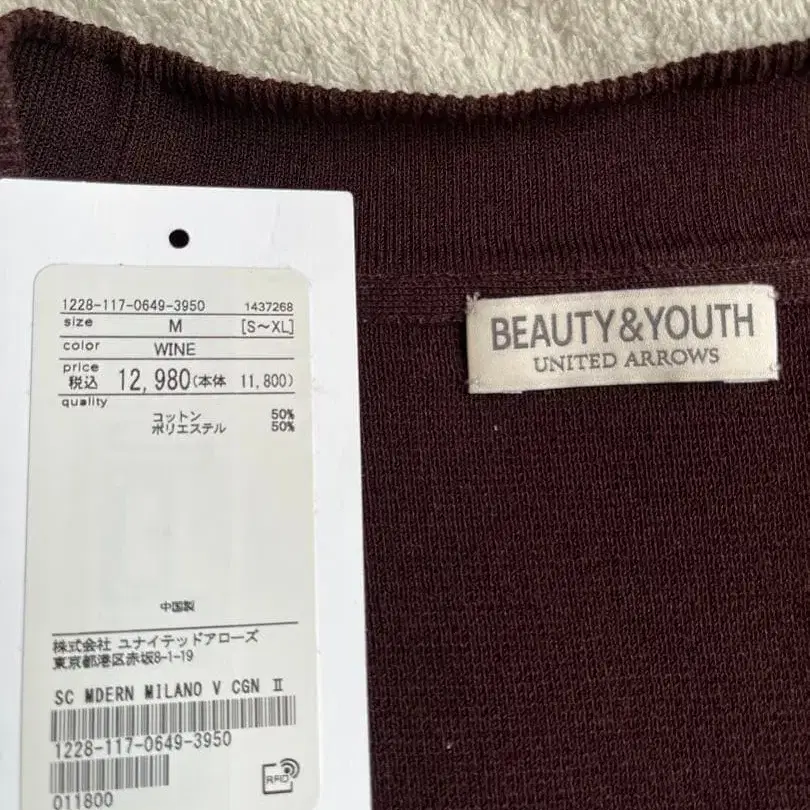 1228-117-0649-3950 1437268
size M [S~XL]
color WINE
price
税込 12,980(本体 11,800)
quality
コットン 50%
ポリエステル 50%
中国製
株式会社 ユナイテッドアローズ
東京都港区赤坂8-1-19
SC MDERN MILANO V CGN Ⅱ
1228-117-0649-3950
011800
RFID
BEAUTY&YOUTH
UNITED ARROWS